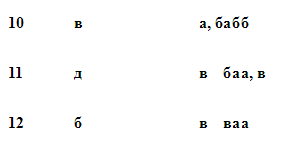 10 в а, бабб
11 д в баа, в
12 б в ваа